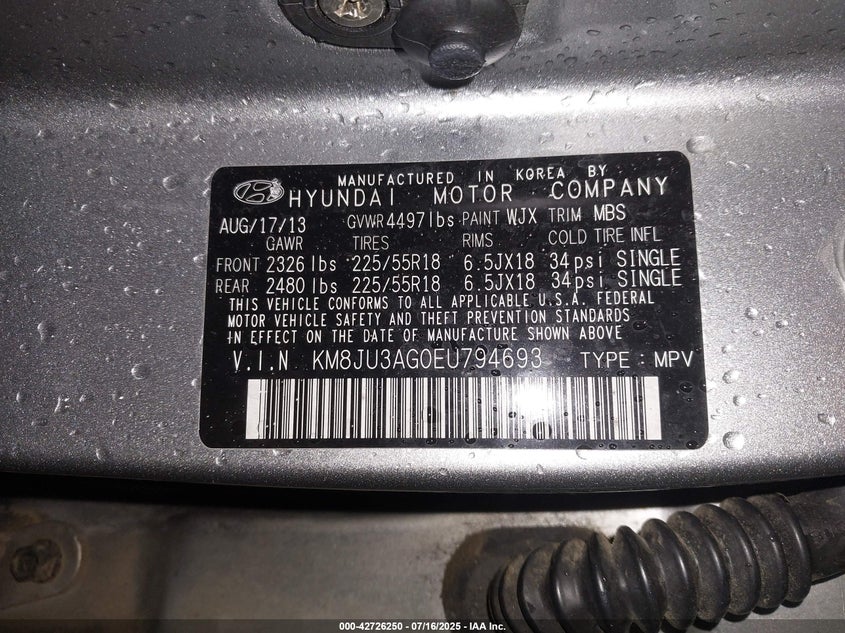 MANUFACTURED IN KOREA BY
HYUNDAI MOTOR COMPANY
AUG/17/13 GVWR 4497lbs PAINT WJX TRIM MBS
GAWR TIRES RIMS COLD TIRE INFL
FRONT 2326 lbs 225/55R18 6.5JX18 34psi SINGLE
REAR 2480 lbs 225/55R18 6.5JX18 34psi SINGLE
THIS VEHICLE CONFORMS TO ALL APPLICABLE U.S.A. FEDERAL
MOTOR VEHICLE SAFETY AND THEFT PREVENTION STANDARDS
IN EFFECT ON THE DATE OF MANUFACTURE SHOWN ABOVE
V.I.N KM8JU3AG0EU794693 TYPE : MPV
000-42726250 - 07/16/2025 - IAA Inc.